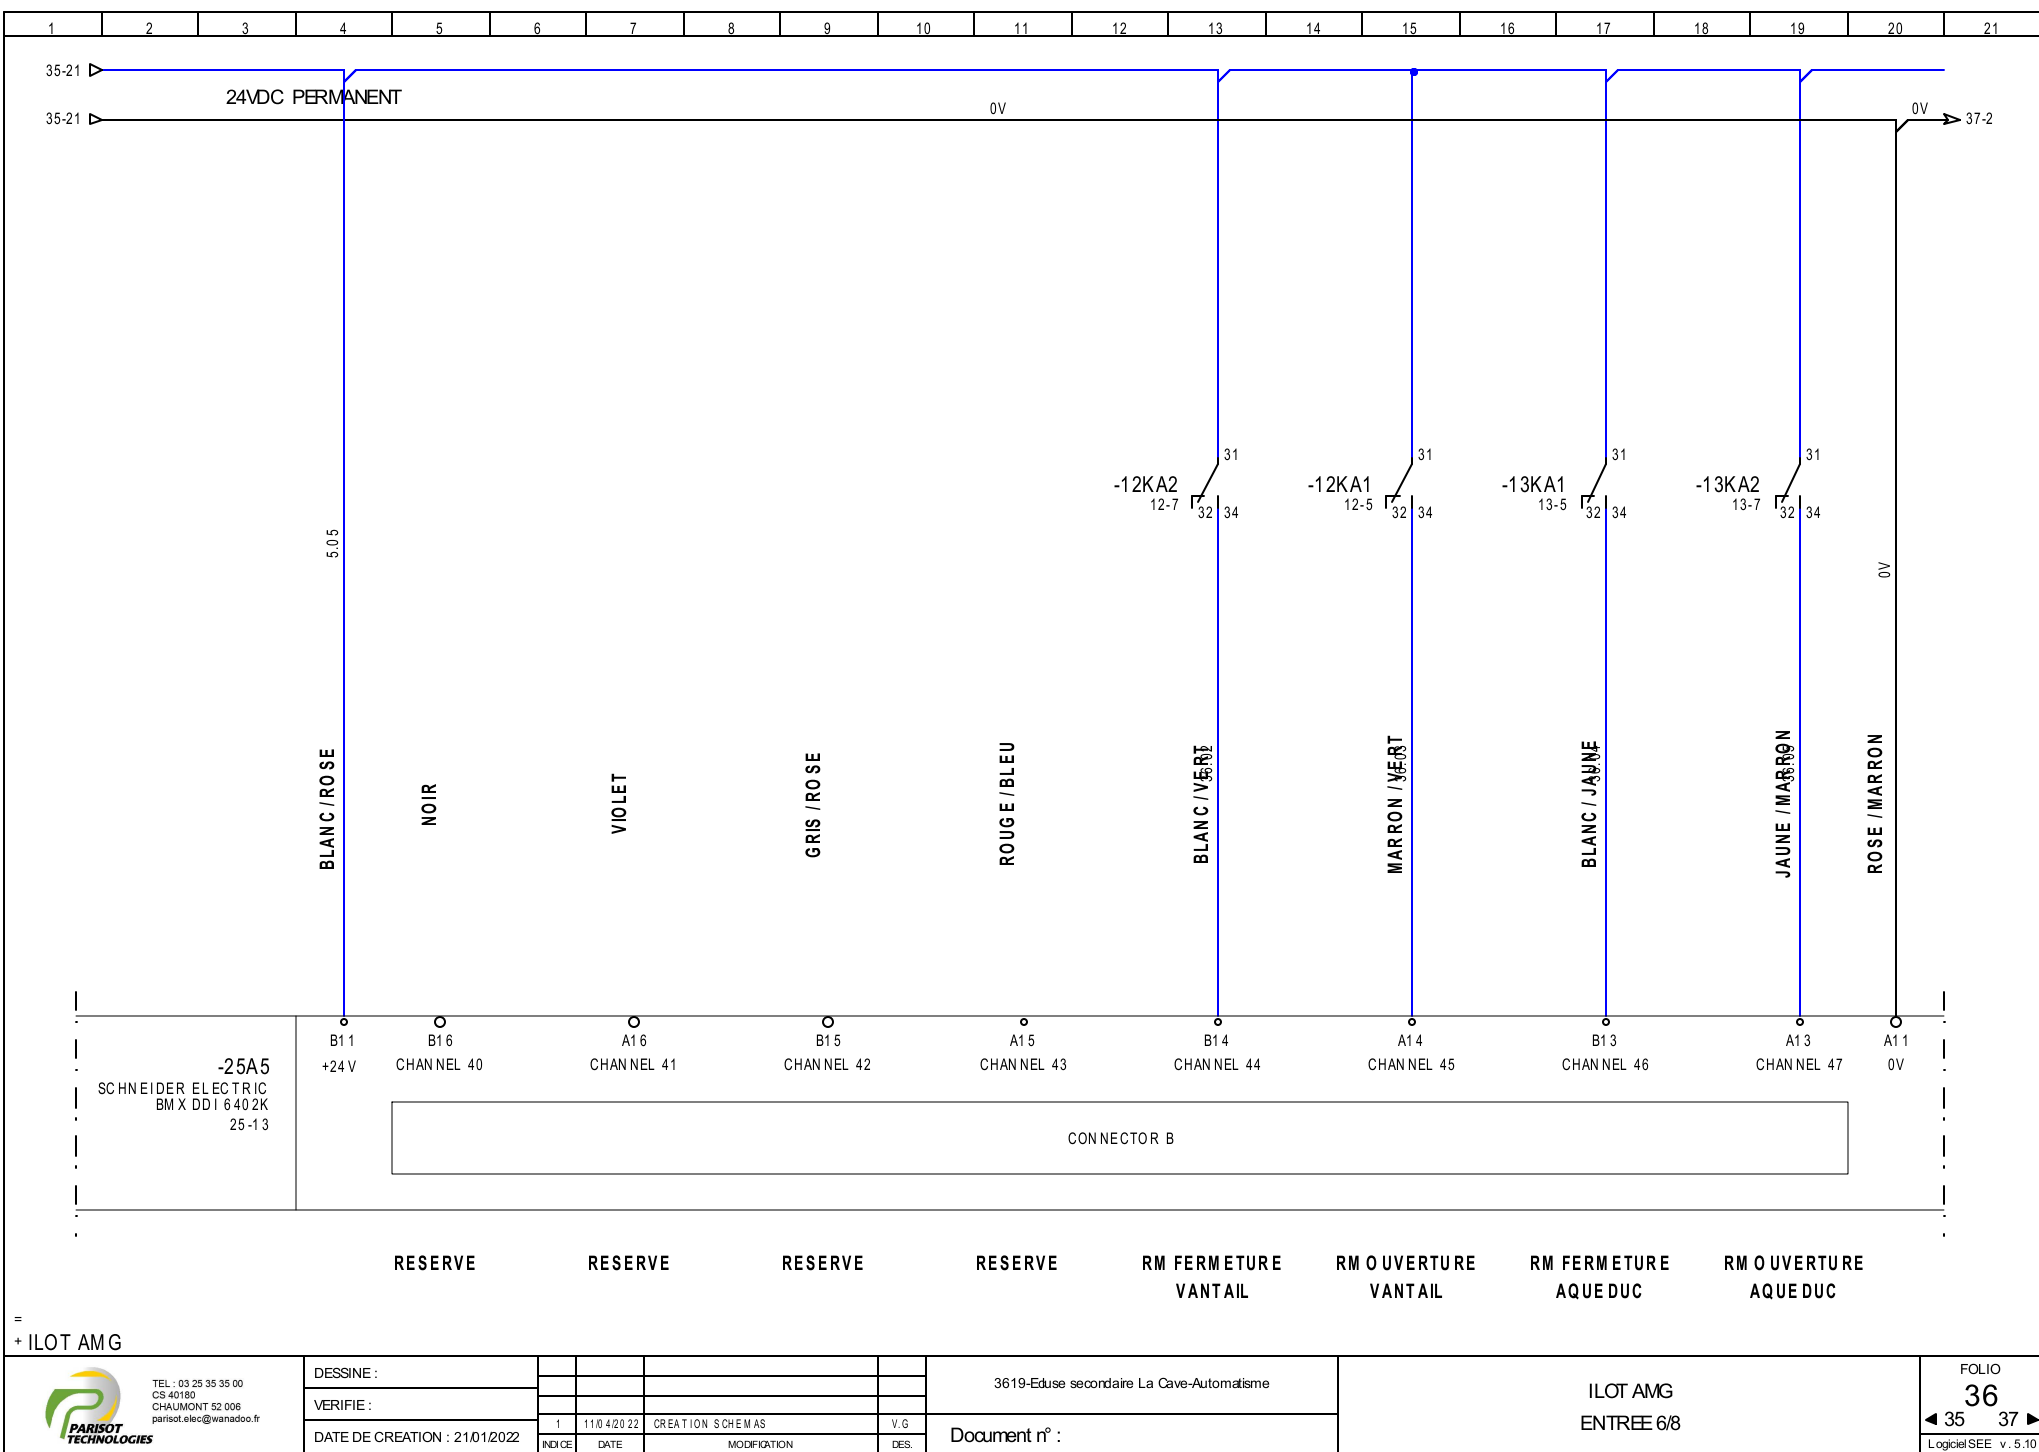 1 2 3 4 5 6 7 8 9 10 11 12 13 14 15 16 17 18 19 20 21
35-21
24VDC PERMANENT
35-21
0V
0V
37-2
-12KA2
12-7
31
32 34
-12KA1
12-5
31
32 34
-13KA1
13-5
31
32 34
-13KA2
13-7
31
32 34
5.05
0V
BLANC / ROSE
NOIR
VIOLET
GRIS / ROSE
ROUGE / BLEU
BLANC / VERT
36.02
MARRON / VERT
36.03
BLANC / JAUNE
36.04
JAUNE / MARRON
ROSE / MARRON
-25A5
SCHNEIDER ELECTRIC
BMX DDI 6402K
25-13
B11 B16 A16 B15 A15 B14 A14 B13 A13 A11
+24V CHANNEL 40 CHANNEL 41 CHANNEL 42 CHANNEL 43 CHANNEL 44 CHANNEL 45 CHANNEL 46 CHANNEL 47 0V
CONNECTOR B
RESERVE
RESERVE
RESERVE
RESERVE
RM FERMETURE
VANTAIL
RM OUVERTURE
VANTAIL
RM FERMETURE
AQUEDUC
RM OUVERTURE
AQUEDUC
=
+ ILOT AMG
PARISOT
TECHNOLOGIES
TEL : 03 25 35 35 00
CS 40180
CHAUMONT 52 006
parisot.elec@wanadoo.fr
DESSINE :
VERIFIE :
DATE DE CREATION : 21/01/2022
1 11/04/2022 CREATION SCHEMAS V.G
INDICE DATE MODIFICATION DES.
3619-Eduse secondaire La Cave-Automatisme
Document n° :
ILOT AMG
ENTREE 6/8
FOLIO
36
35 37
Logiciel SEE v. 5.10